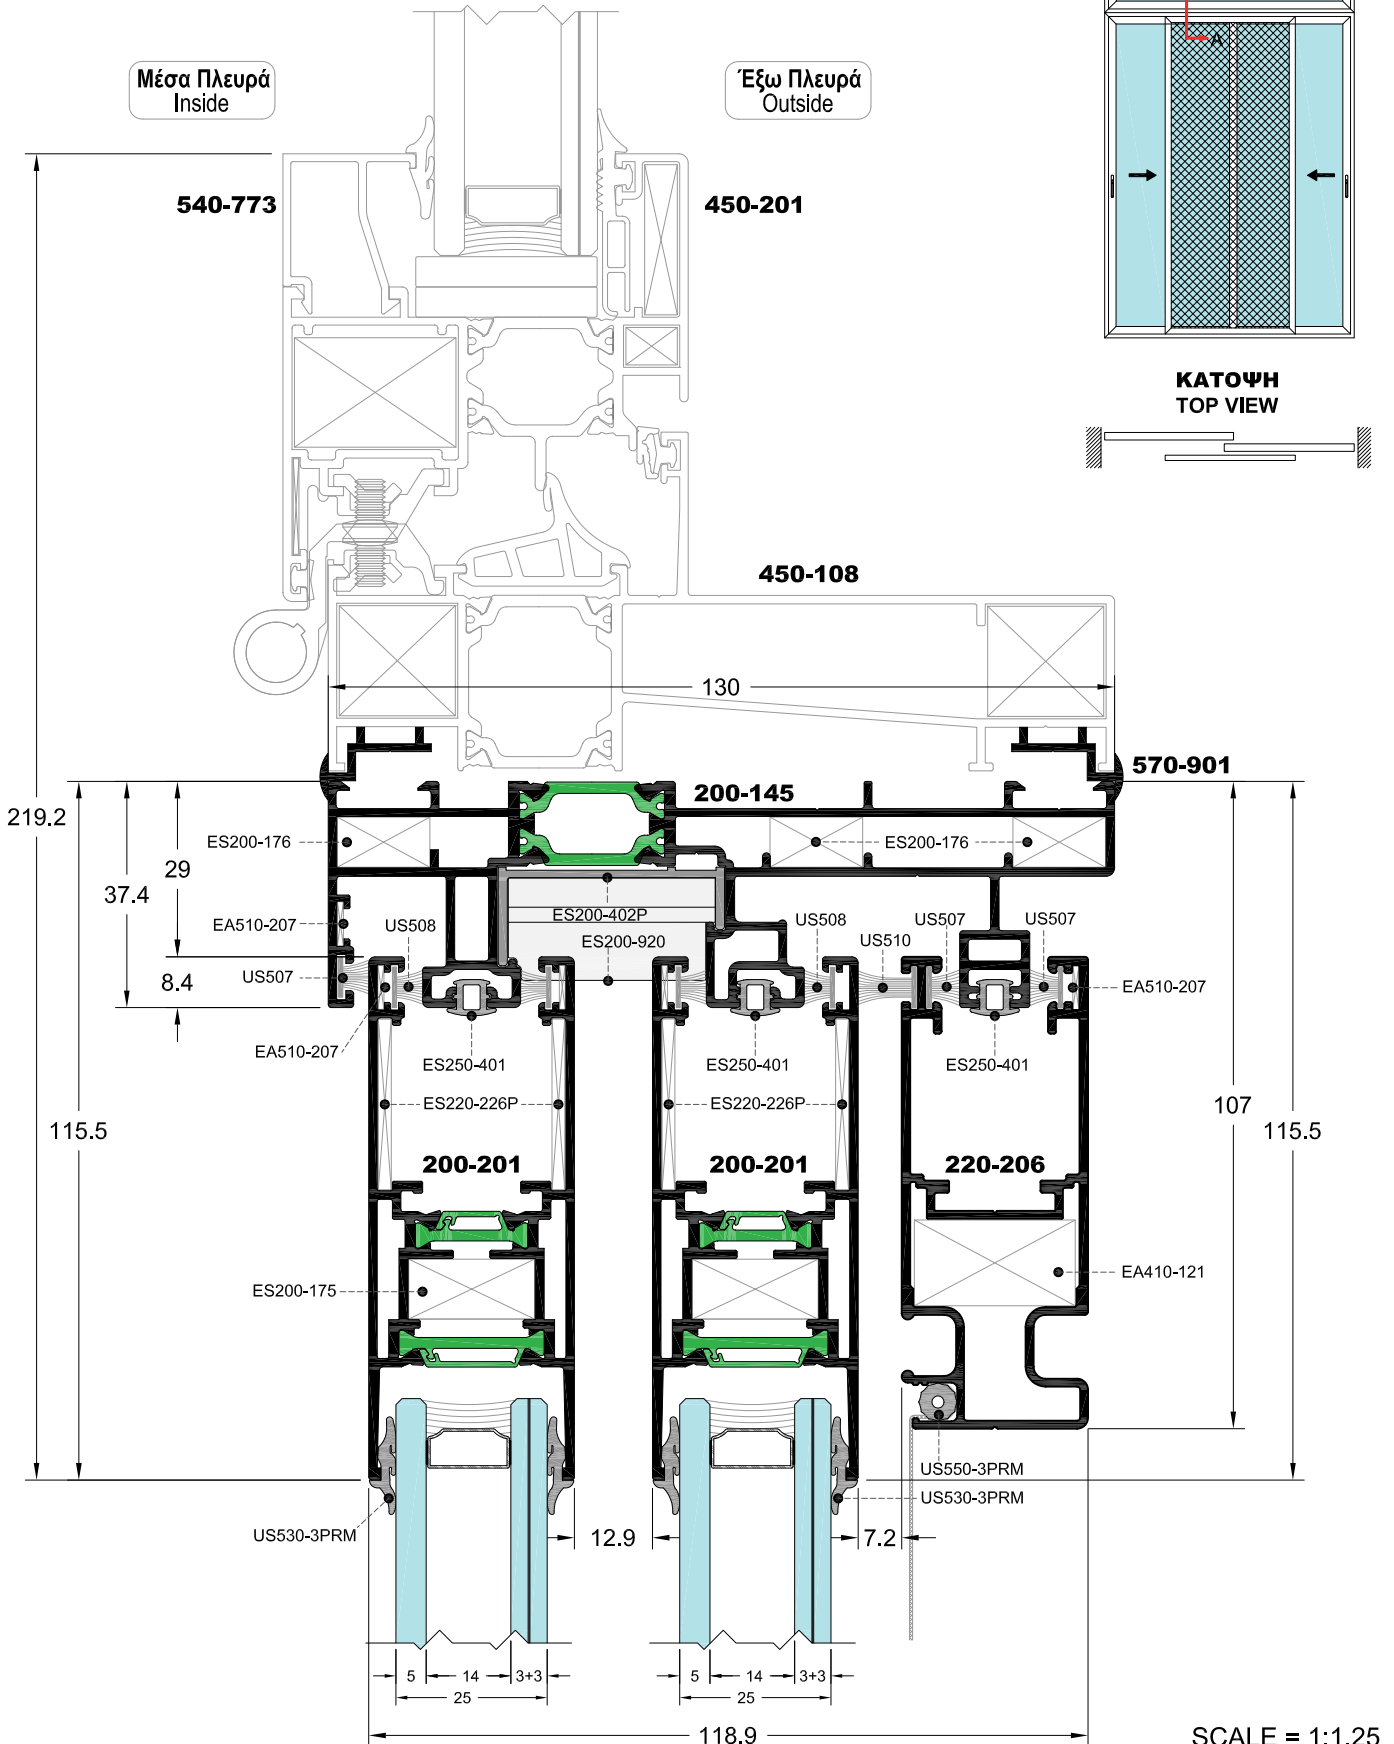 Μέσα Πλευρά
Inside
Έξω Πλευρά
Outside
A
540-773
450-201
ΚΑΤΟΨΗ
TOP VIEW
450-108
130
570-901
200-145
219.2
ES200-176
ES200-176
29
37.4
ES200-402P
EA510-207
US508
US508
US507
US507
ES200-920
US510
US507
8.4
EA510-207
EA510-207
ES250-401
ES250-401
ES250-401
ES220-226P
ES220-226P
107
115.5
115.5
200-201
200-201
220-206
EA410-121
ES200-175
US550-3PRM
US530-3PRM
US530-3PRM
12.9
7.2
5
14
3+3
5
14
3+3
25
25
118.9
SCALE = 1:1.25